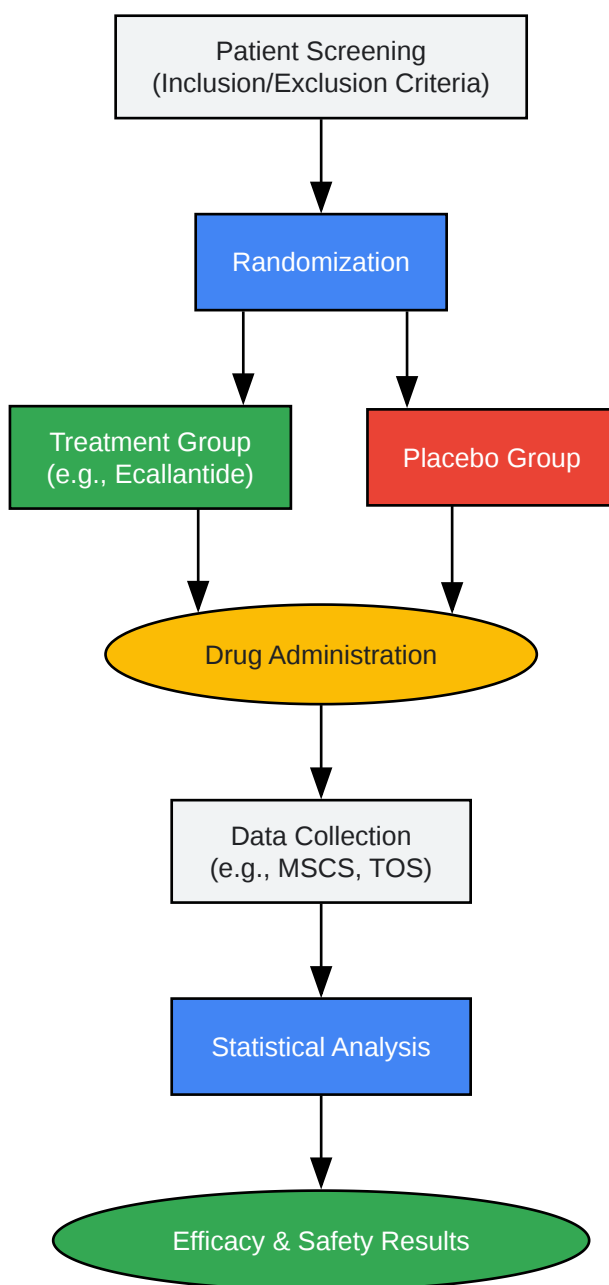 Patient Screening
(Inclusion/Exclusion Criteria)
Randomization
Treatment Group
(e.g., Ecallantide)
Placebo Group
Drug Administration
Data Collection
(e.g., MSCS, TOS)
Statistical Analysis
Efficacy & Safety Results